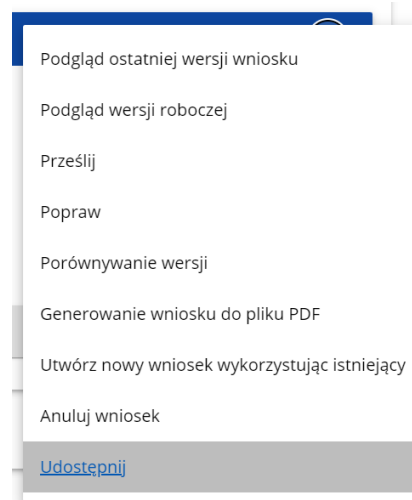 Podgląd ostatniej wersji wniosku
Podgląd wersji roboczej
Prześlij
Popraw
Porównywanie wersji
Generowanie wniosku do pliku PDF
Utwórz nowy wniosek wykorzystując istniejący
Anuluj wniosek
Udostępnij